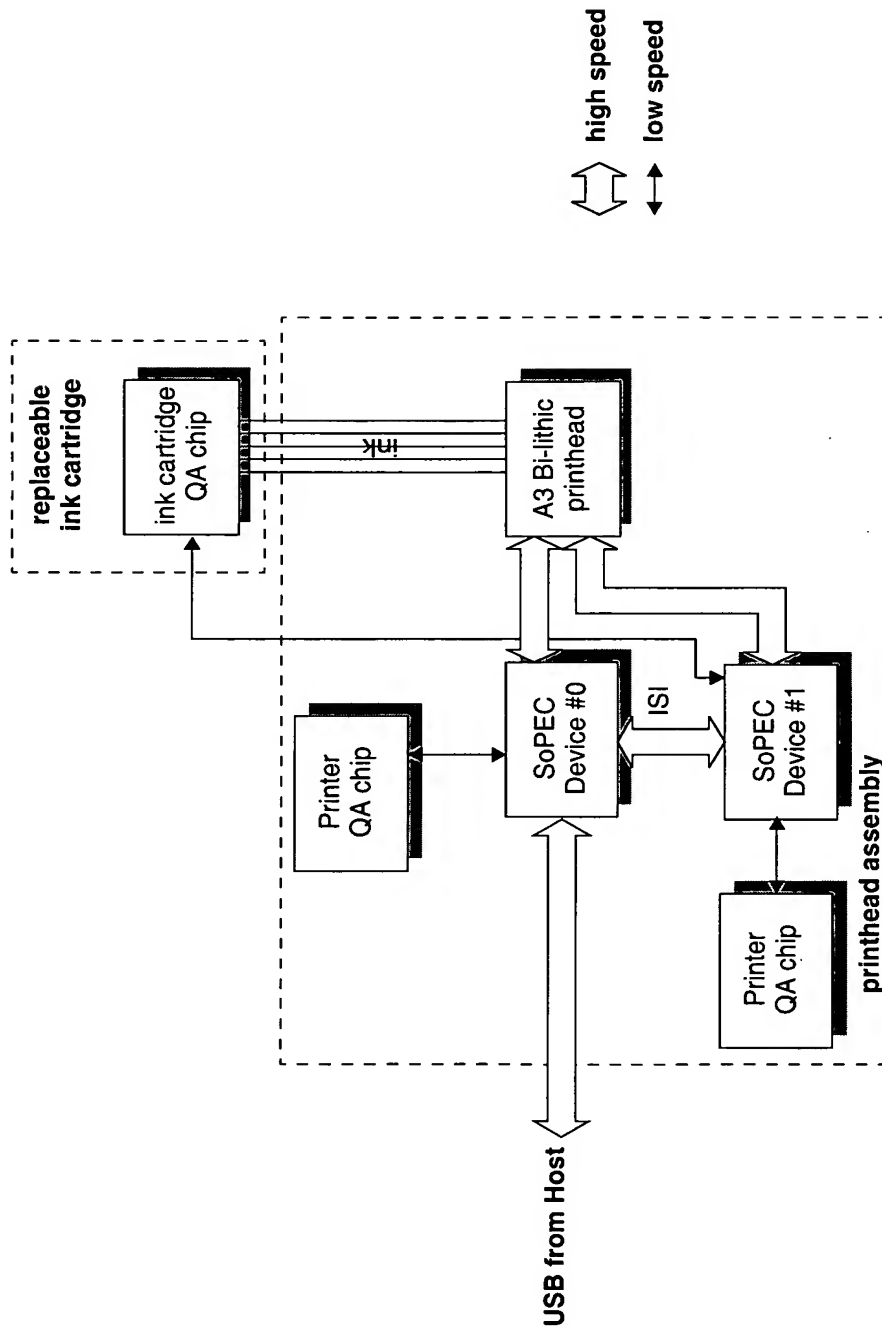 replaceable
ink cartridge
ink cartridge
QA chip
ink
Printer
QA chip
SoPEC
Device #0
A3 Bi-lithic
printhead
USB from Host
ISI
Printer
QA chip
SoPEC
Device #1
printhead assembly
high speed
low speed